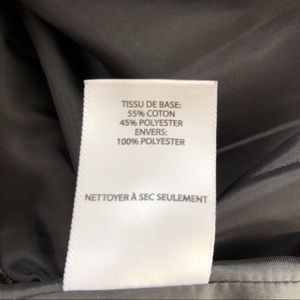 TISSU DE BASE:
55% COTON
45% POLYESTER
ENVERS:
100% POLYESTER
NETTOYER À SEC SEULEMENT